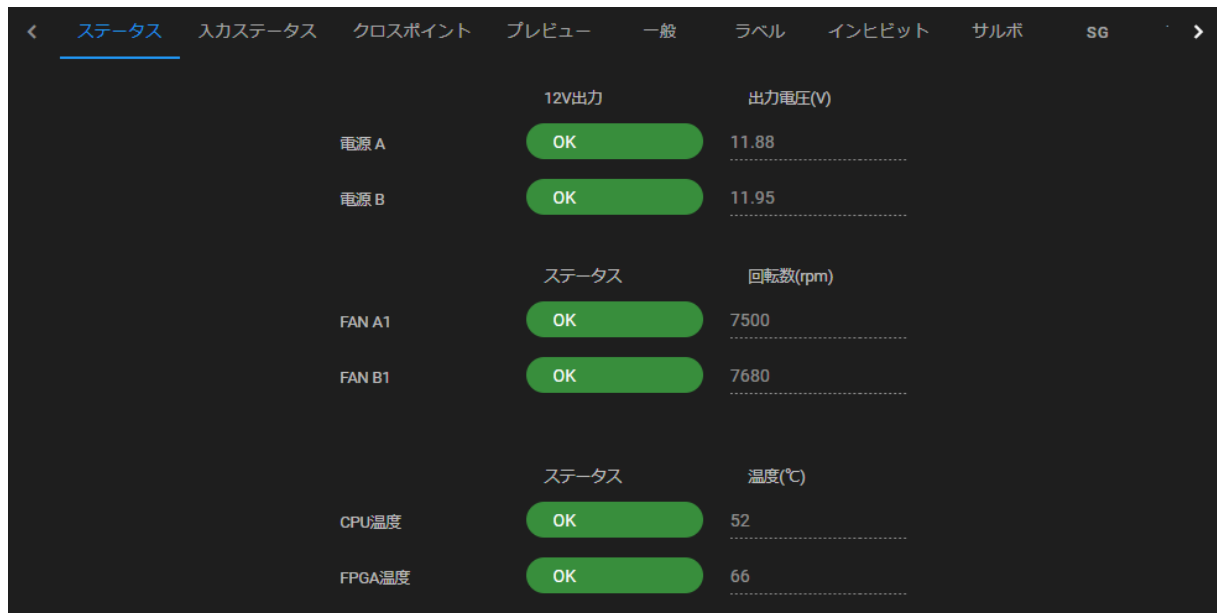 ステータス 入力ステータス クロスポイント プレビュー 一般 ラベル インヒビット サルボ SG
12V出力 出力電圧(V)
電源 A OK 11.88
電源 B OK 11.95
ステータス 回転数(rpm)
FAN A1 OK 7500
FAN B1 OK 7680
ステータス 温度(℃)
CPU温度 OK 52
FPGA温度 OK 66